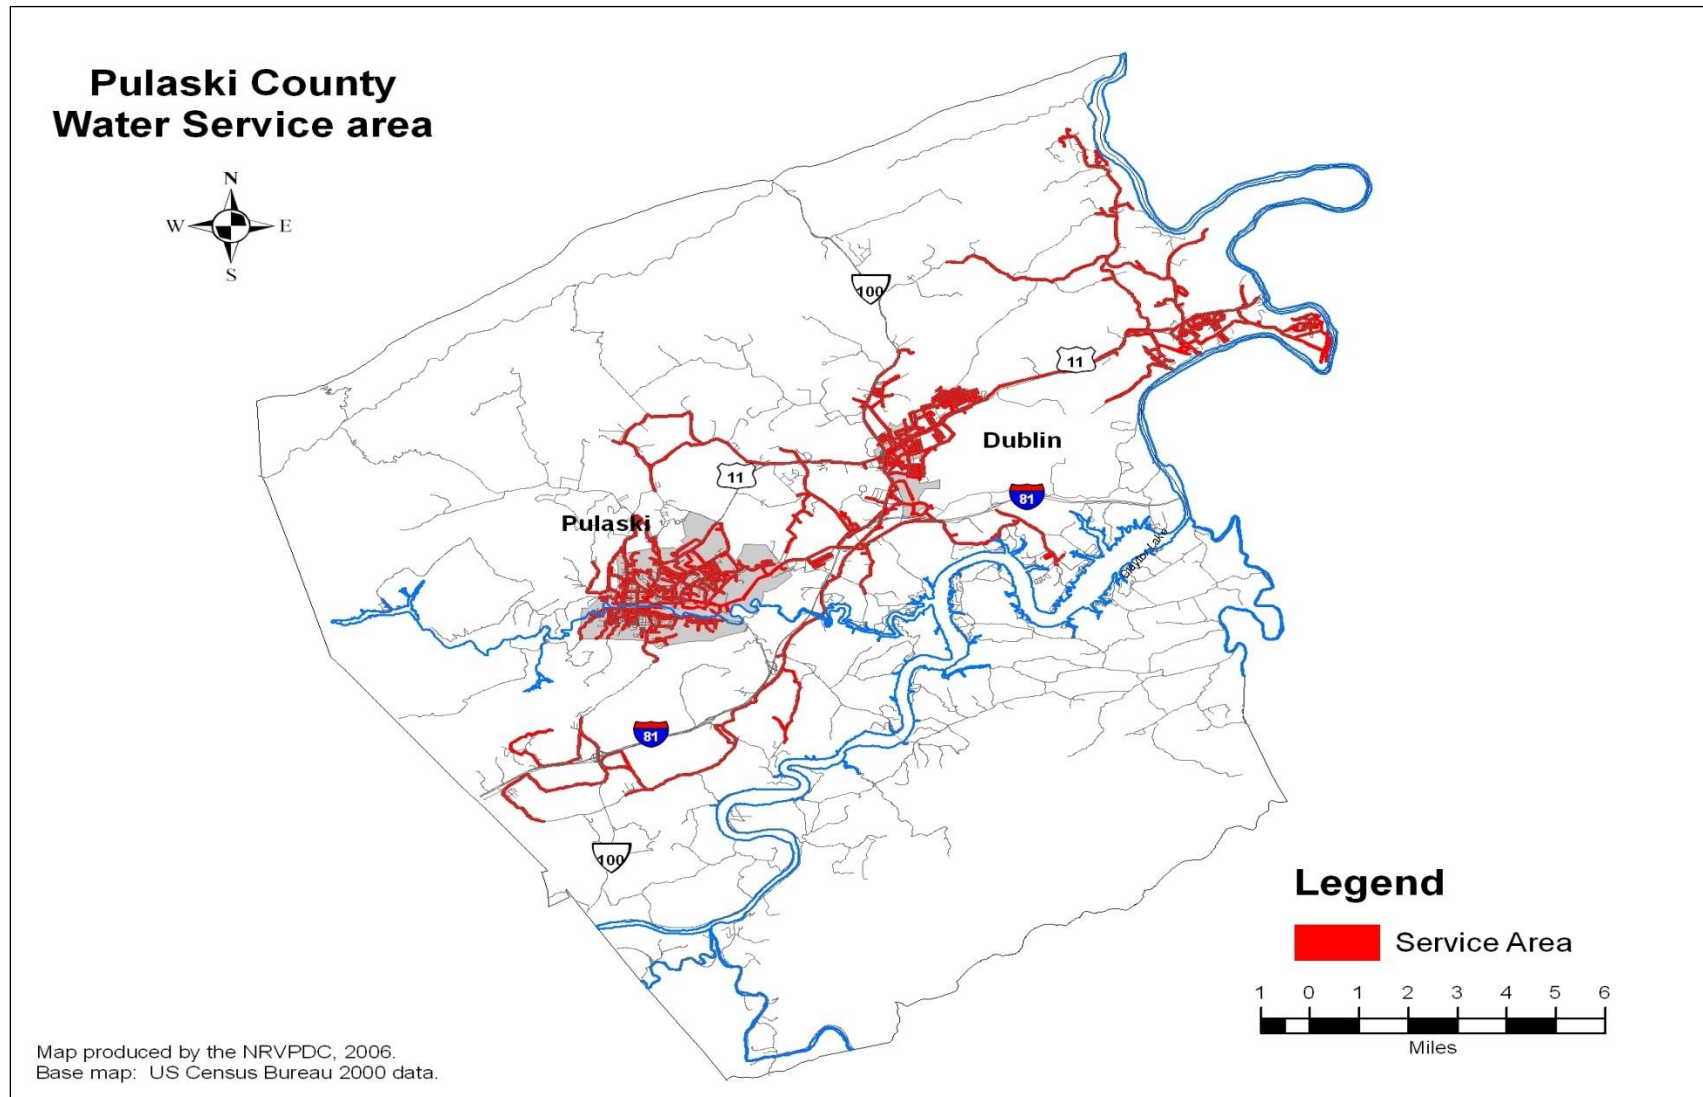 Pulaski County
Water Service area
N
W
E
S
100
11
Dublin
11
81
Pulaski
Claytor Lake
81
100
Legend
Service Area
1 0 1 2 3 4 5 6
Miles
Map produced by the NRVPDC, 2006.
Base map: US Census Bureau 2000 data.